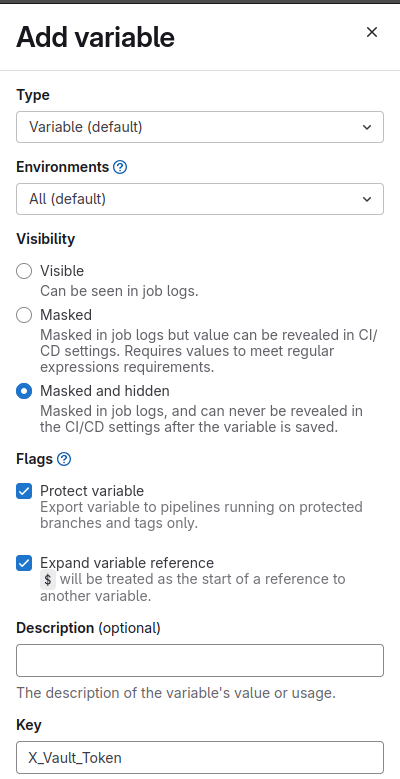 Add variable
Type
Variable (default)
Environments
All (default)
Visibility
Visible
Can be seen in job logs.
Masked
Masked in job logs but value can be revealed in CI/
CD settings. Requires values to meet regular
expressions requirements.
Masked and hidden
Masked in job logs, and can never be revealed in
the CI/CD settings after the variable is saved.
Flags
Protect variable
Export variable to pipelines running on protected
branches and tags only.
Expand variable reference
$ will be treated as the start of a reference to
another variable.
Description (optional)
The description of the variable's value or usage.
Key
X_Vault_Token